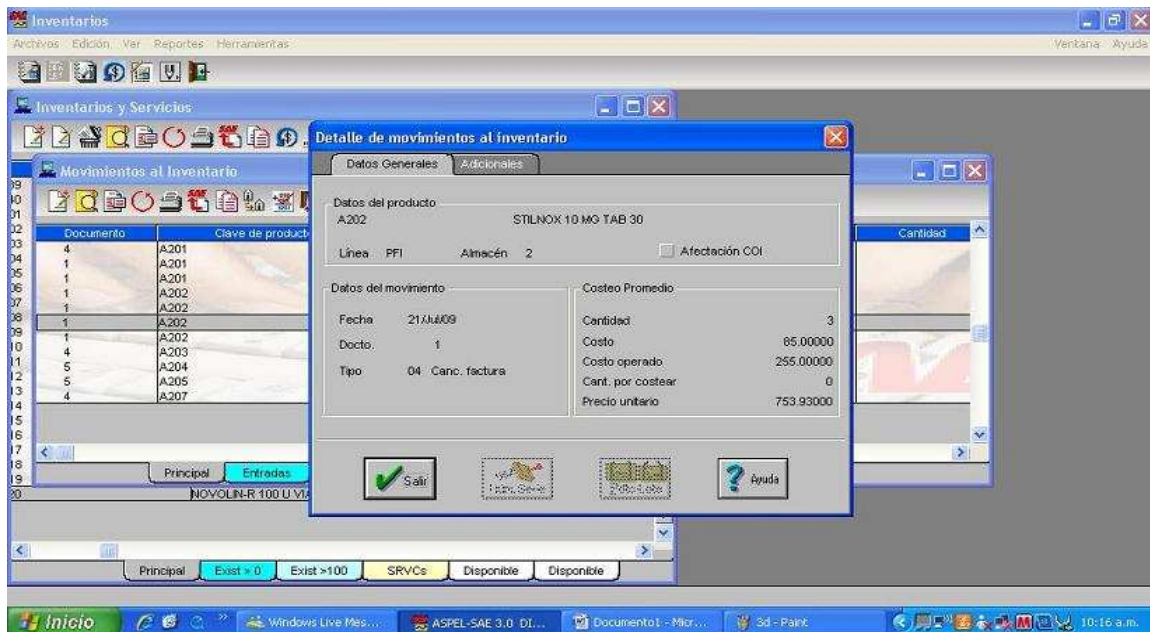 Inventarios
Archivos Edición Ver Reportes Herramientas Ventana Ayuda
Inventarios y Servicios
Movimientos al Inventario
Documento Clave de product Cantidad
4 A201
1 A201
1 A201
1 A202
1 A202
1 A202
1 A202
4 A203
5 A204
5 A205
4 A207
Principal Entradas
NOVOLIN-R 100 U VIA
Principal Exist > 0 Exist >100 SRVCs Disponible Disponible
Detalle de movimientos al inventario
Datos Generales Adicionales
Datos del producto
A202 STILNOX 10 MG TAB 30
Línea PFI Almacén 2 Afectación COI
Datos del movimiento
Fecha 21/Jul/09
Docto. 1
Tipo 04 Canc. factura
Costeo Promedio
Cantidad 3
Costo 85.00000
Costo operado 255.00000
Cant. por costear 0
Precio unitario 753.93000
Salir Ayuda
Inicio Windows Live Mes... ASPEL-SAE 3.0 DI... Documento1 - Micr... 3d - Paint 10:16 a.m.